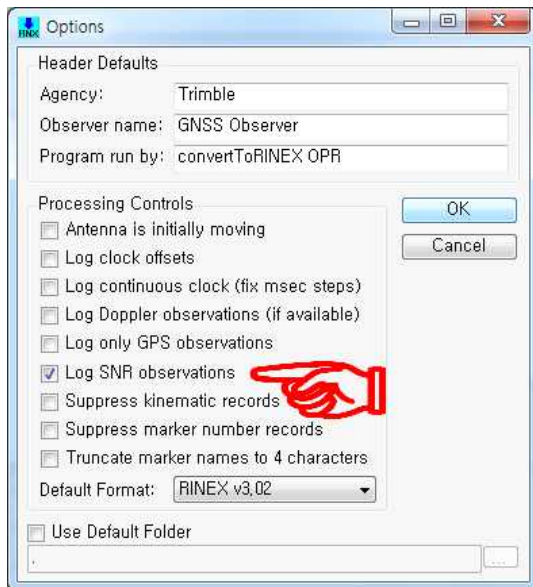 RNX Options
Header Defaults
Agency: Trimble
Observer name: GNSS Observer
Program run by: convertToRINEX OPR
Processing Controls
OK
Antenna is initially moving
Cancel
Log clock offsets
Log continuous clock (fix msec steps)
Log Doppler observations (if available)
Log only GPS observations
Log SNR observations
Suppress kinematic records
Suppress marker number records
Truncate marker names to 4 characters
Default Format: RINEX v3,02
Use Default Folder
.
...